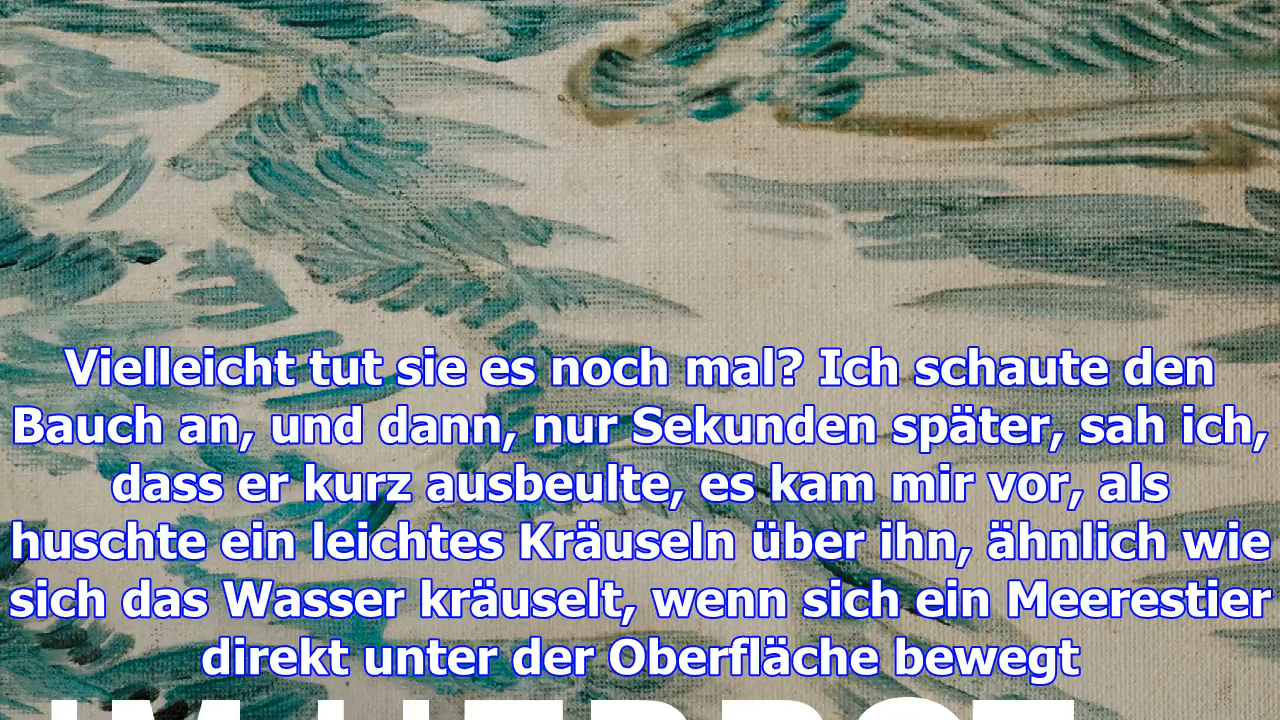 Vielleicht tut sie es noch mal? Ich schaute den
Bauch an, und dann, nur Sekunden später, sah ich,
dass er kurz ausbeulte, es kam mir vor, als
huschte ein leichtes Kräuseln über ihn, ähnlich wie
sich das Wasser kräuselt, wenn sich ein Meerestier
direkt unter der Oberfläche bewegt
IM HERBST